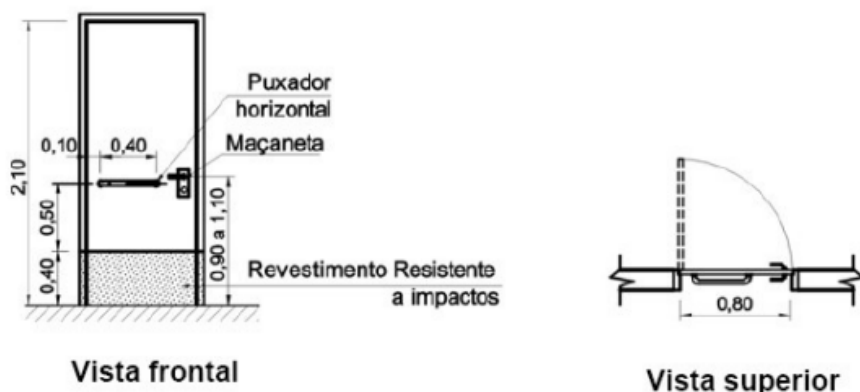 Puxador
horizontal
Maçaneta
0,10
0,40
2,10
0,50
0,40
0,90 a 1,10
Revestimento Resistente
a impactos
Vista frontal
0,80
Vista superior